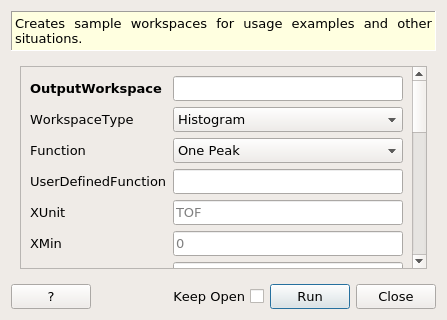 Creates sample workspaces for usage examples and other
situations.
OutputWorkspace
WorkspaceType Histogram
Function One Peak
UserDefinedFunction
XUnit TOF
XMin 0
? Keep Open Run Close